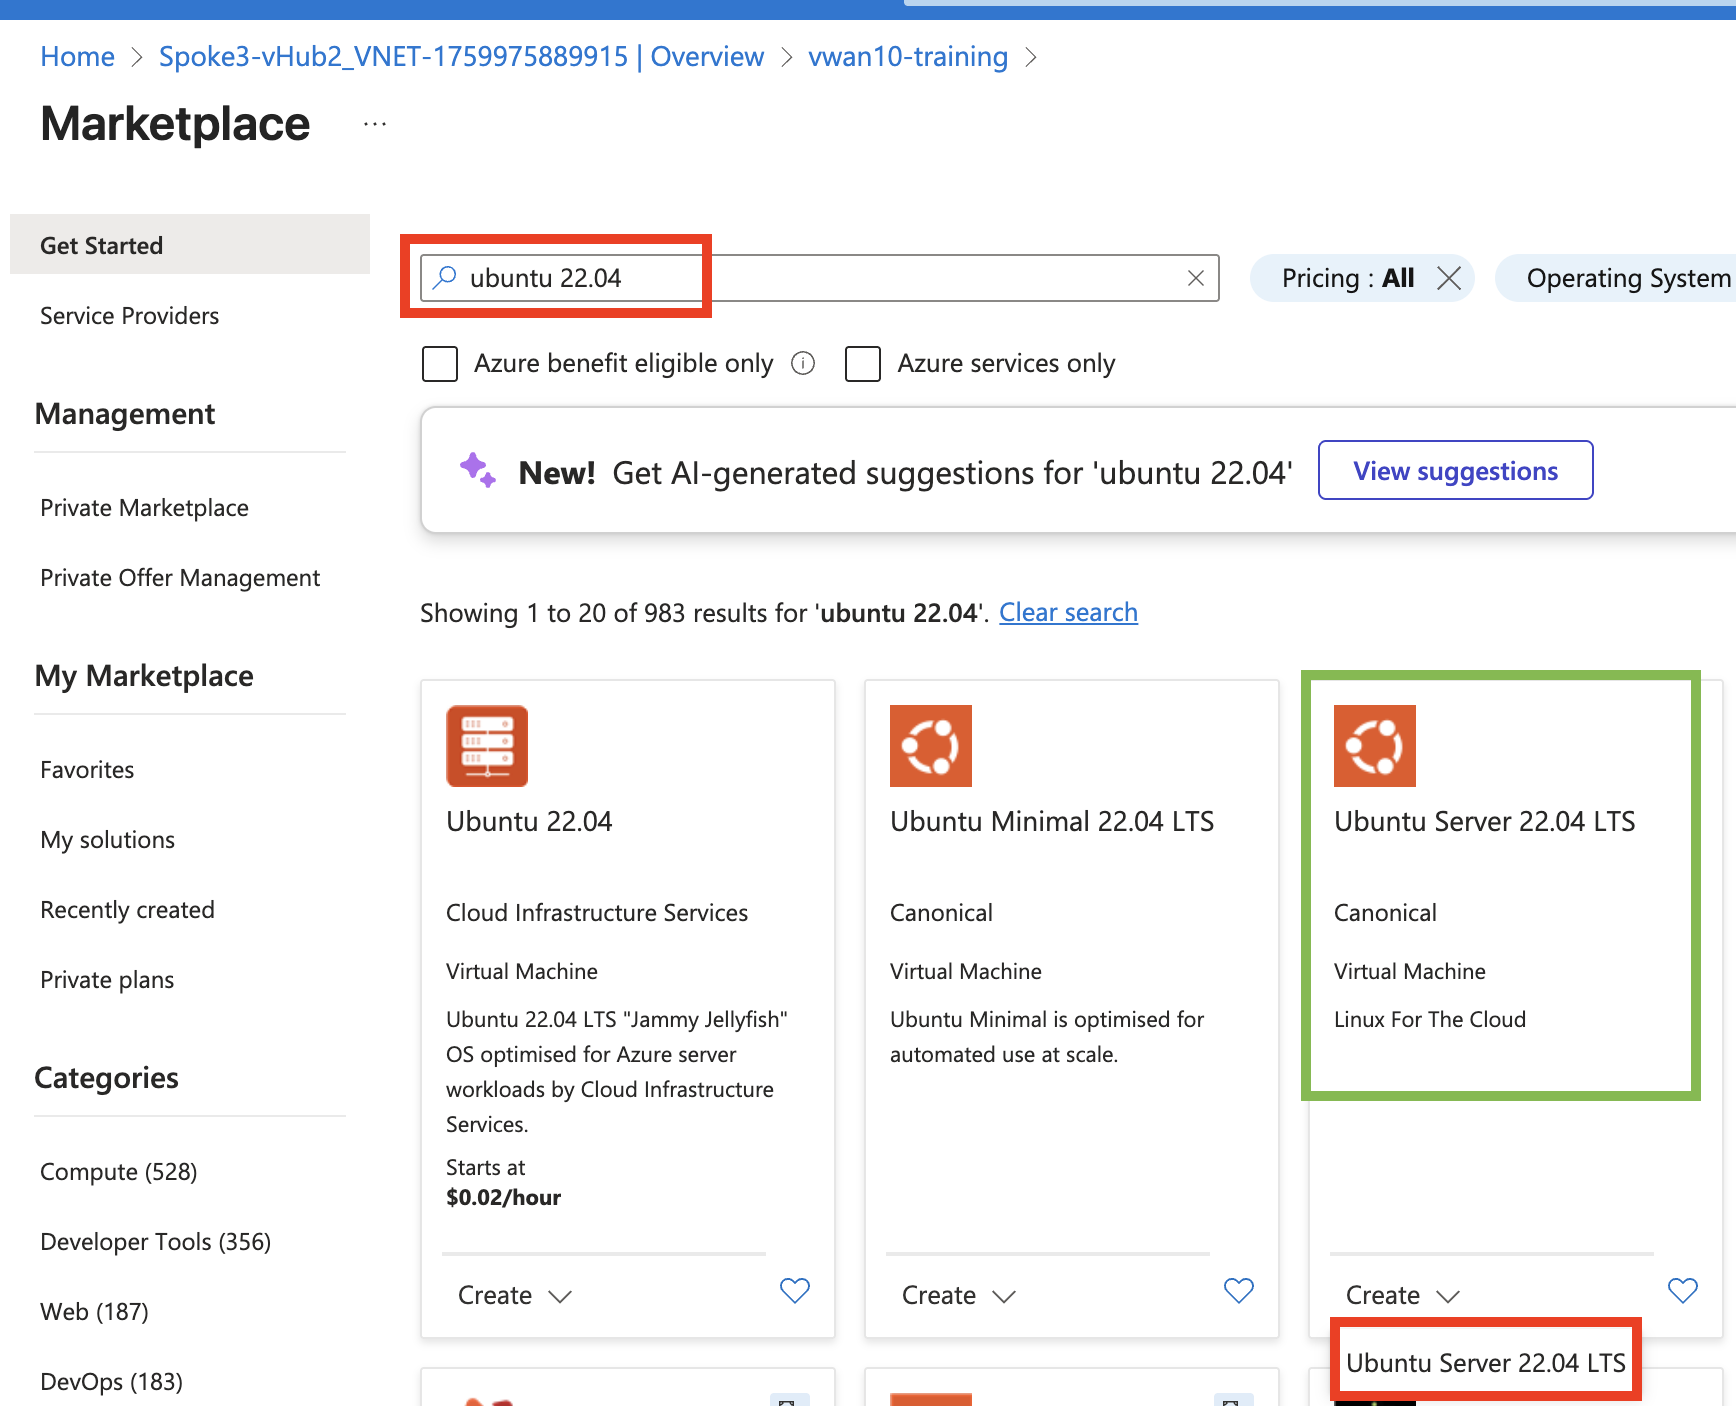 Home > Spoke3-vHub2_VNET-1759975889915 | Overview > vwan10-training >
Marketplace ...
Get Started
Service Providers
Management
Private Marketplace
Private Offer Management
My Marketplace
Favorites
My solutions
Recently created
Private plans
Categories
Compute (528)
Developer Tools (356)
Web (187)
DevOps (183)
ubuntu 22.04
Pricing : All
Operating System
Azure benefit eligible only
Azure services only
New! Get AI-generated suggestions for 'ubuntu 22.04'
View suggestions
Showing 1 to 20 of 983 results for 'ubuntu 22.04'. Clear search
Ubuntu 22.04
Cloud Infrastructure Services
Virtual Machine
Ubuntu 22.04 LTS "Jammy Jellyfish"
OS optimised for Azure server
workloads by Cloud Infrastructure
Services.
Starts at
$0.02/hour
Create
Ubuntu Minimal 22.04 LTS
Canonical
Virtual Machine
Ubuntu Minimal is optimised for
automated use at scale.
Create
Ubuntu Server 22.04 LTS
Canonical
Virtual Machine
Linux For The Cloud
Create
Ubuntu Server 22.04 LTS